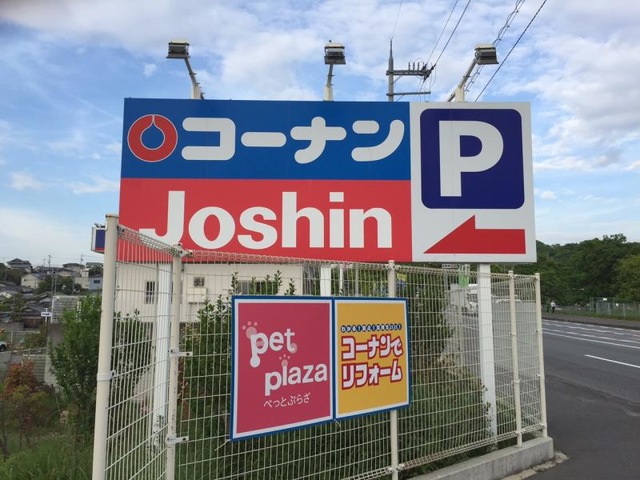 コーナン
Joshin
P
pet
plaza
ぺっとぷらざ
コーナンで
リフォーム